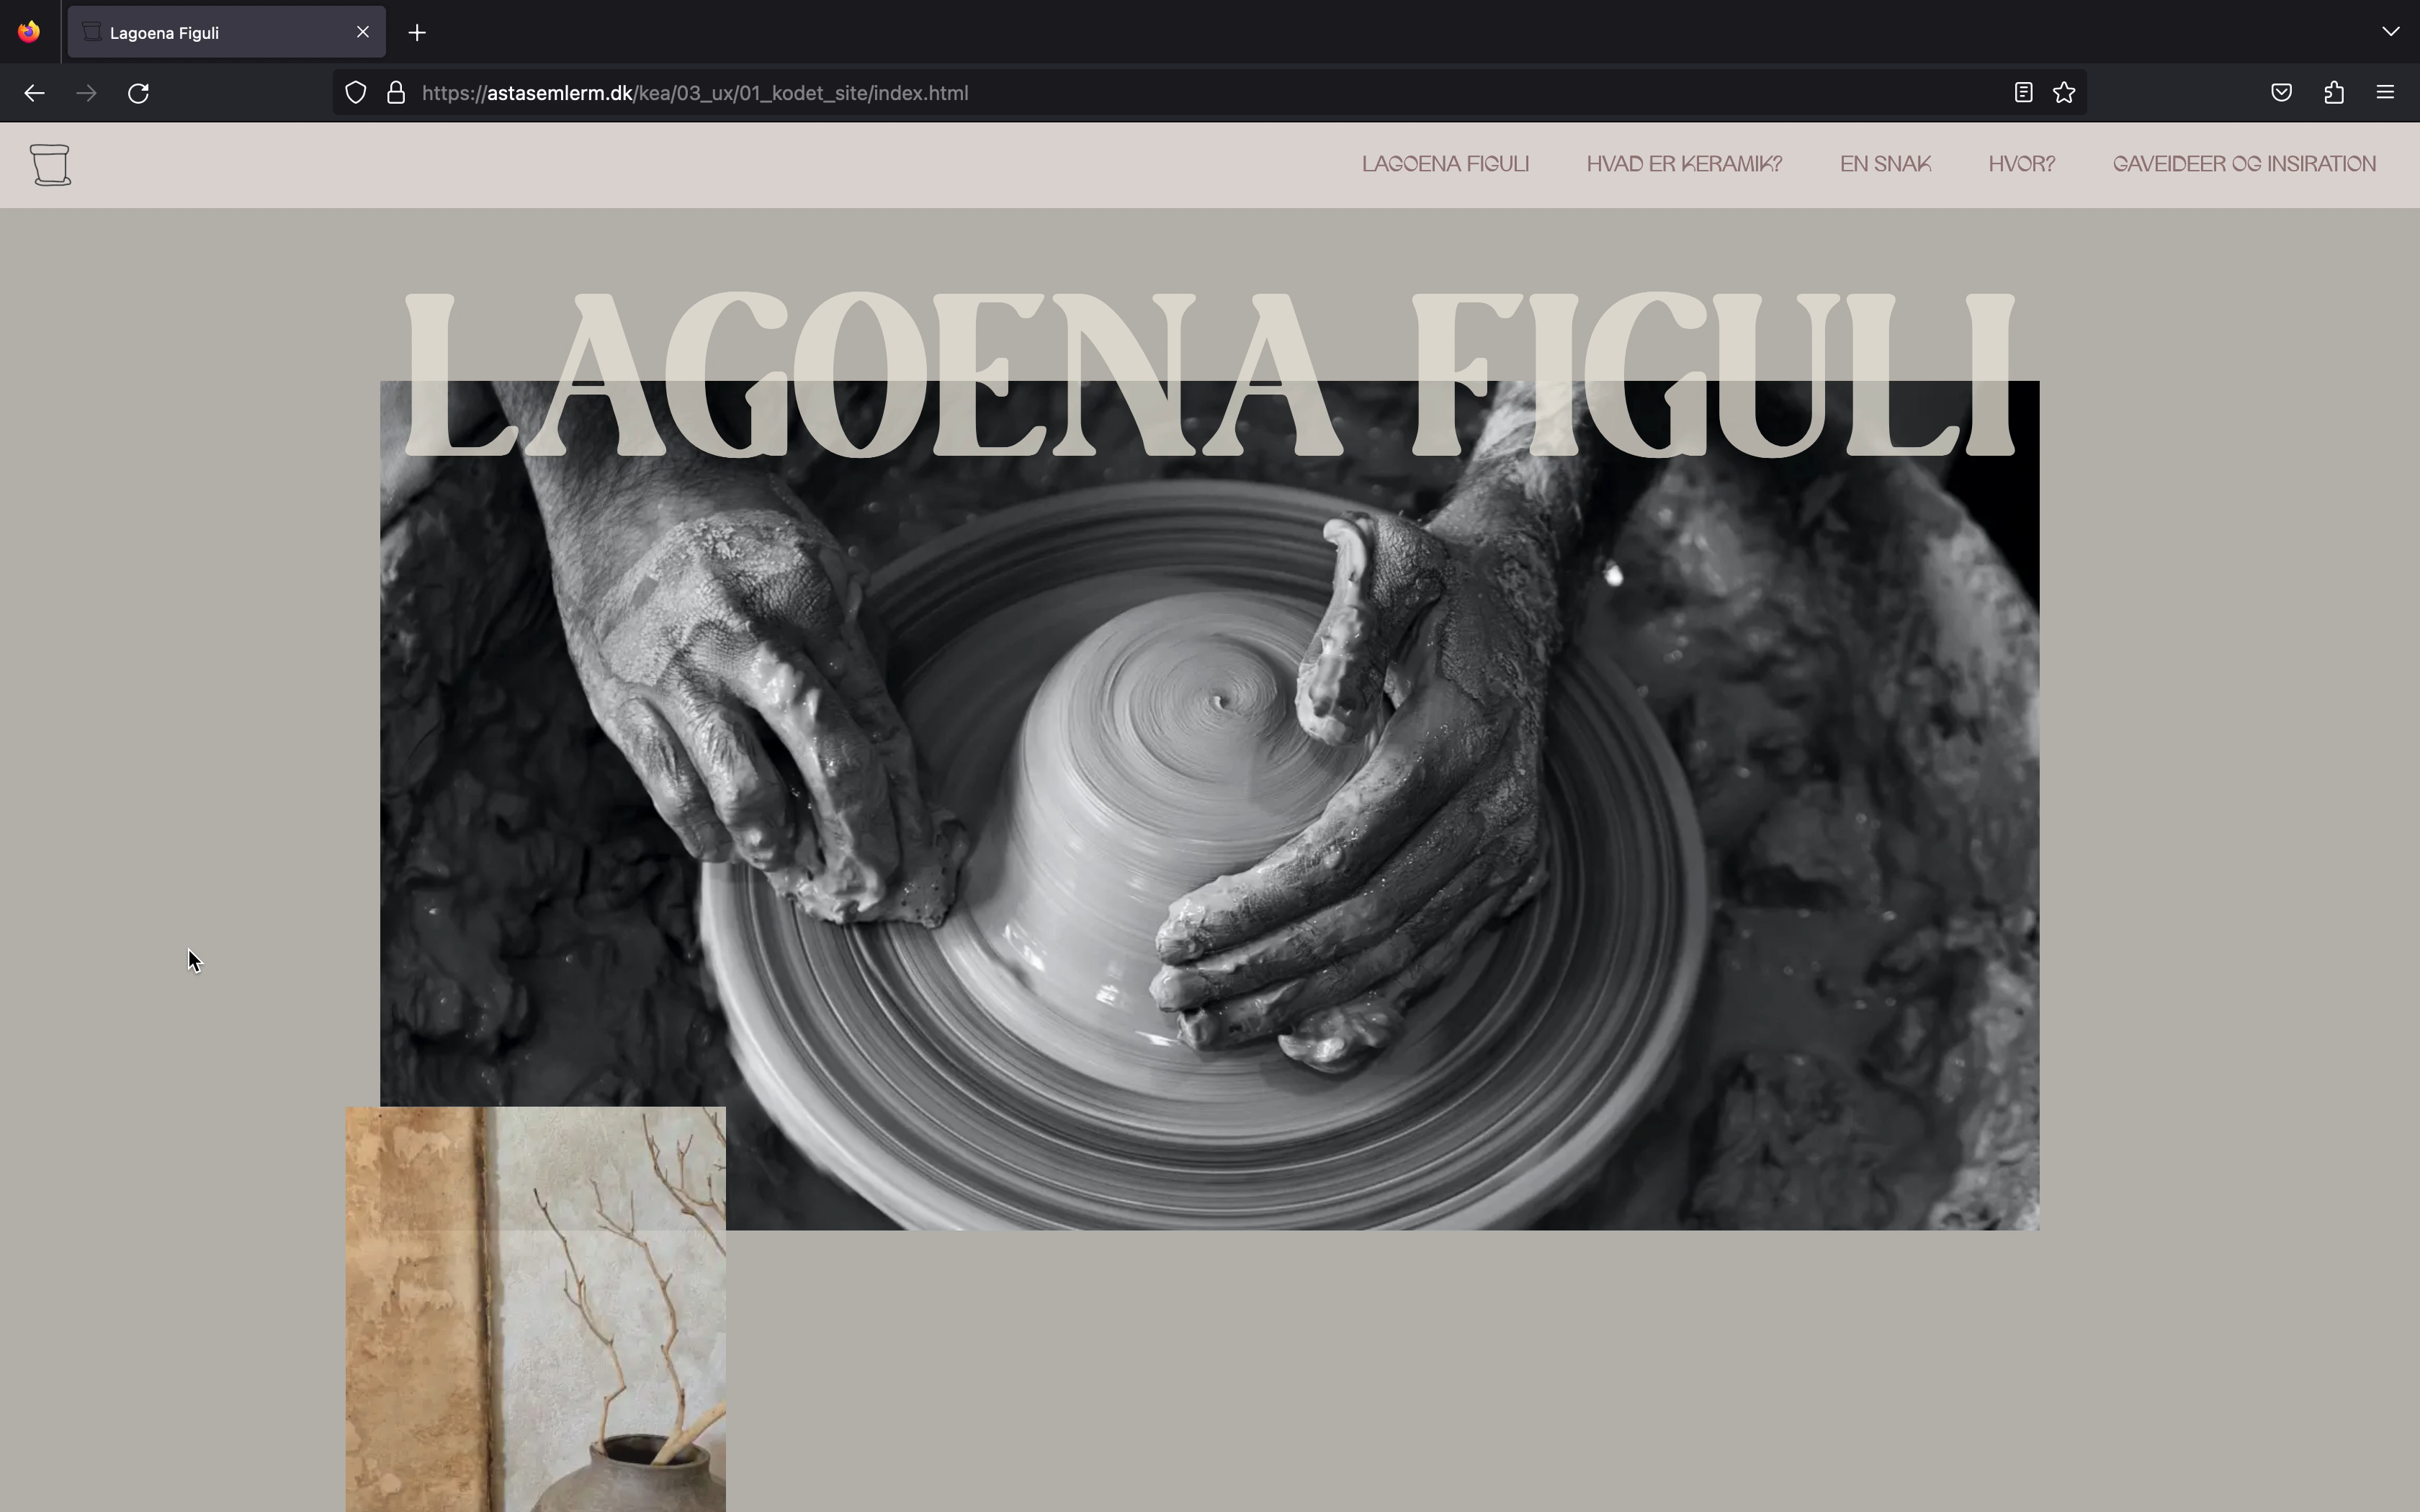 Lagoena Figuli
https://astasemlerm.dk/kea/03_ux/01_kodet_site/index.html
LAGOENA FIGULI HVAD ER KERAMIK? EN SNAK HVOR? GAVEIDEER OG INSIRATION
LAGOENA FIGULI